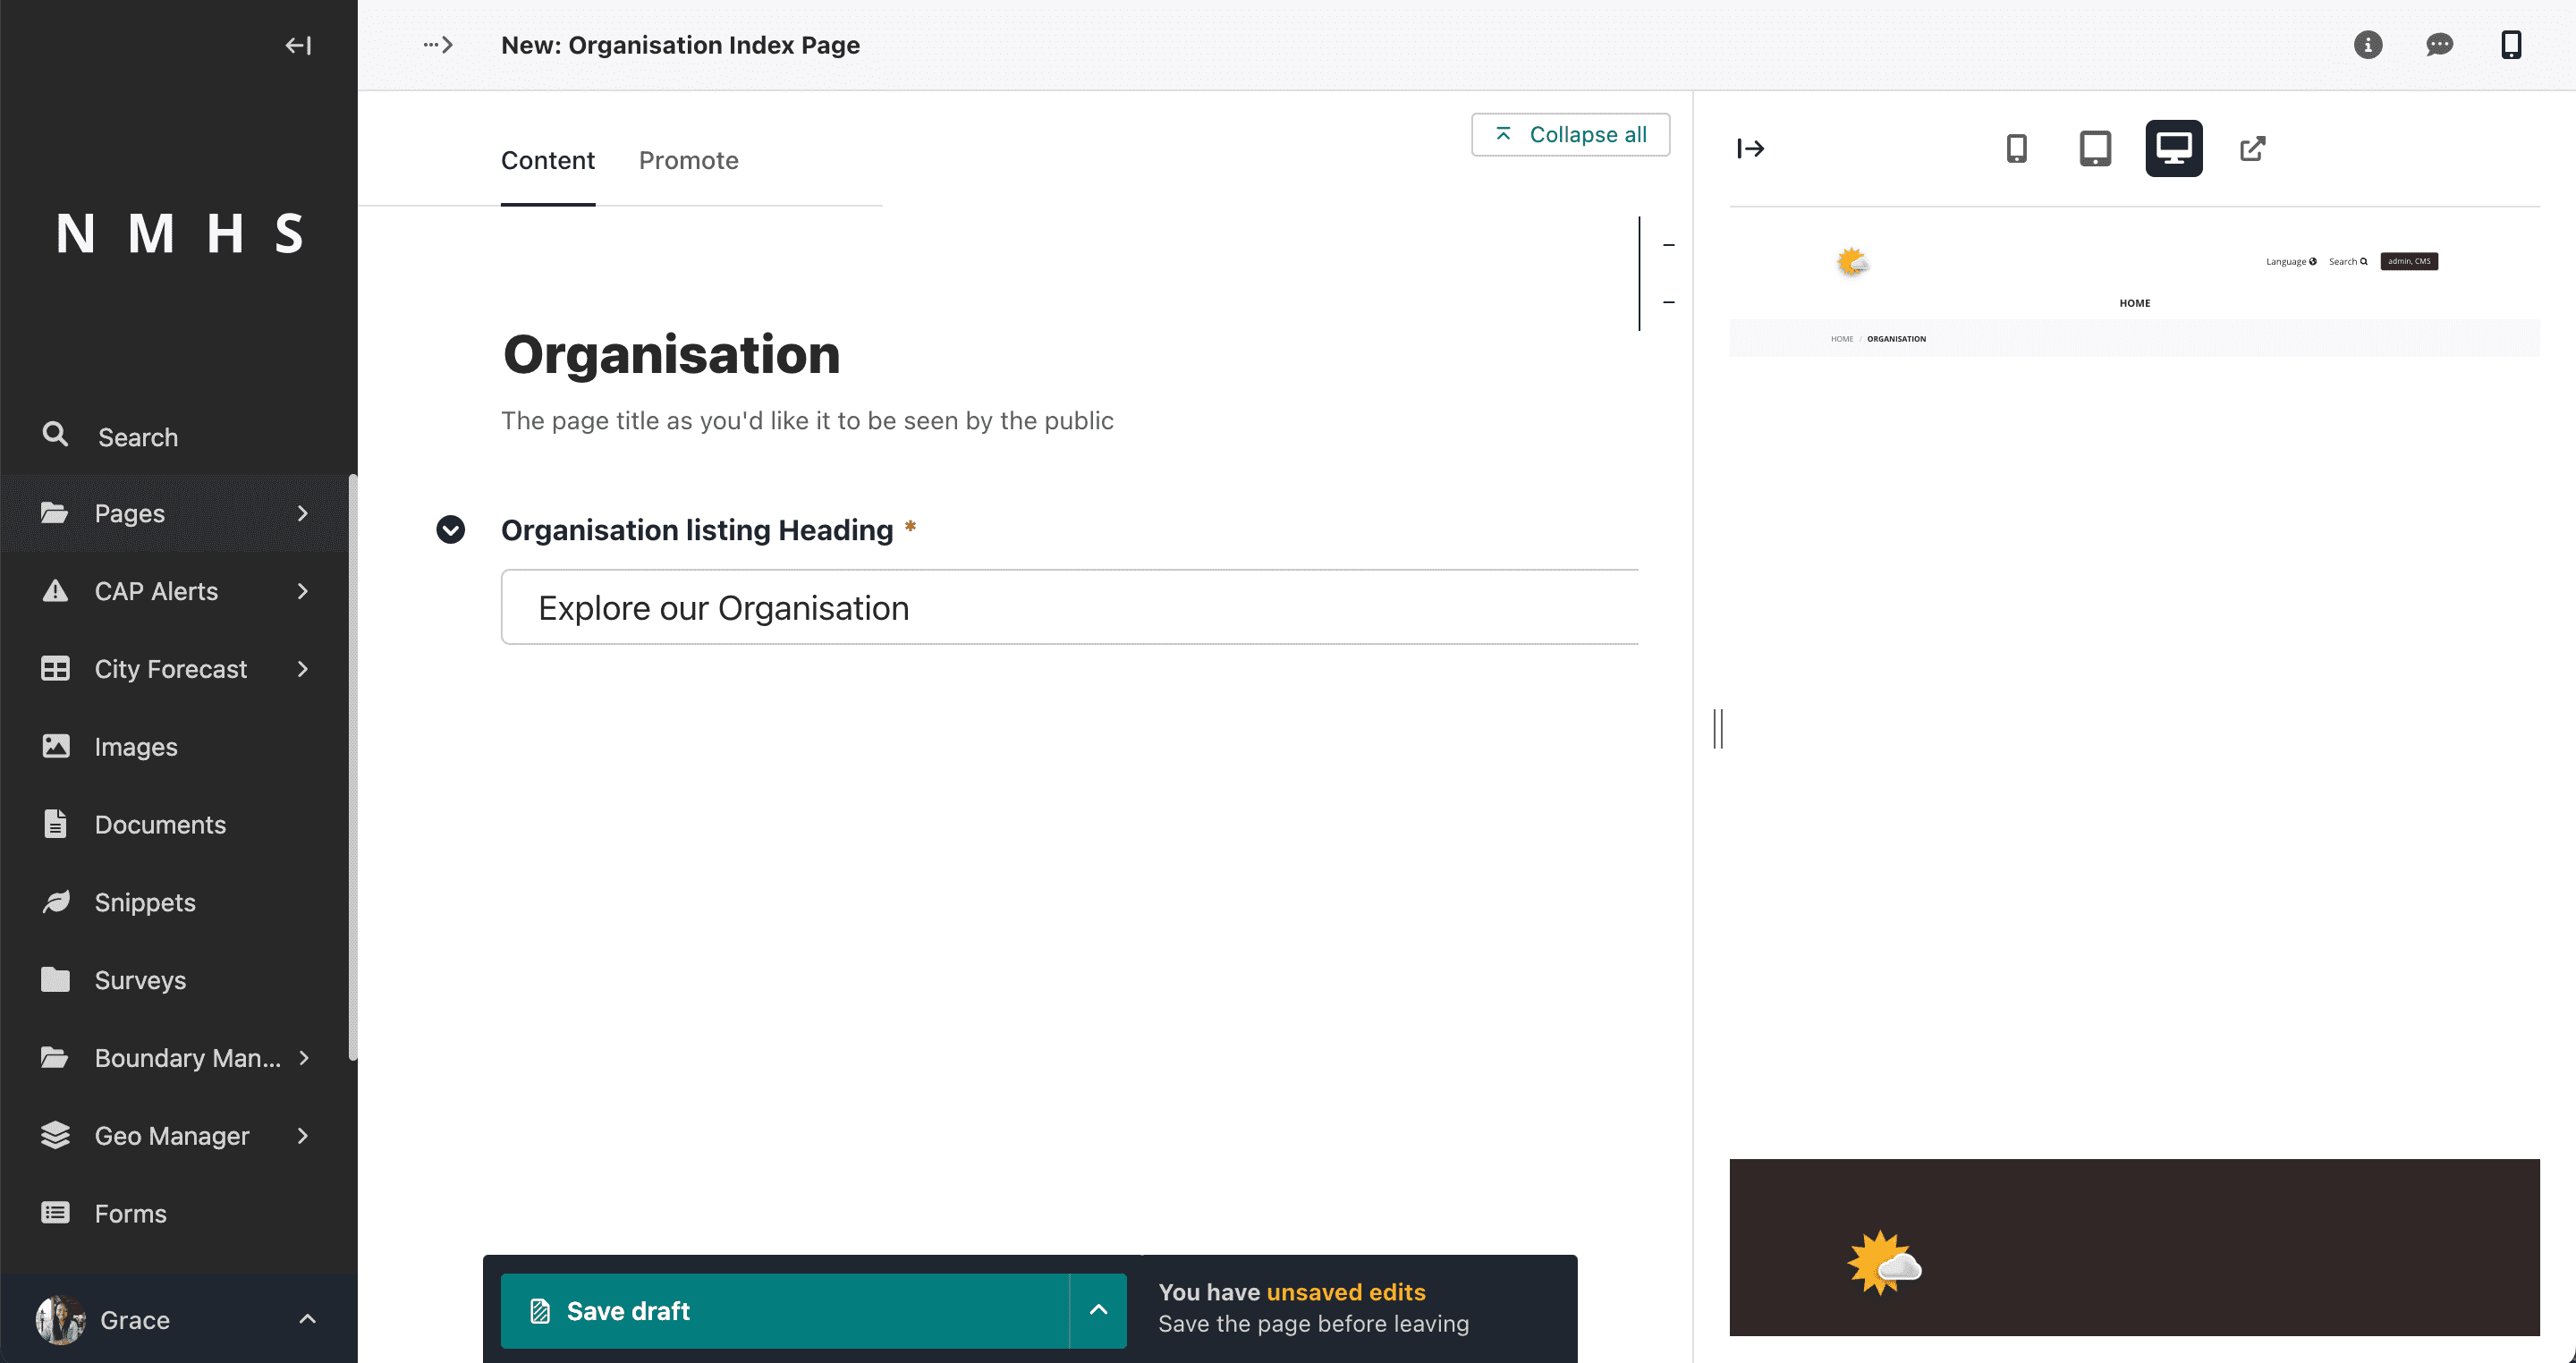 New: Organisation Index Page
N M H S
Search
Pages
CAP Alerts
City Forecast
Images
Documents
Snippets
Surveys
Boundary Man...
Geo Manager
Forms
Grace
Content
Promote
Collapse all
Organisation
The page title as you'd like it to be seen by the public
Organisation listing Heading *
Explore our Organisation
Save draft
You have unsaved edits
Save the page before leaving
Language
Search
admin, CMS
HOME
HOME / ORGANISATION